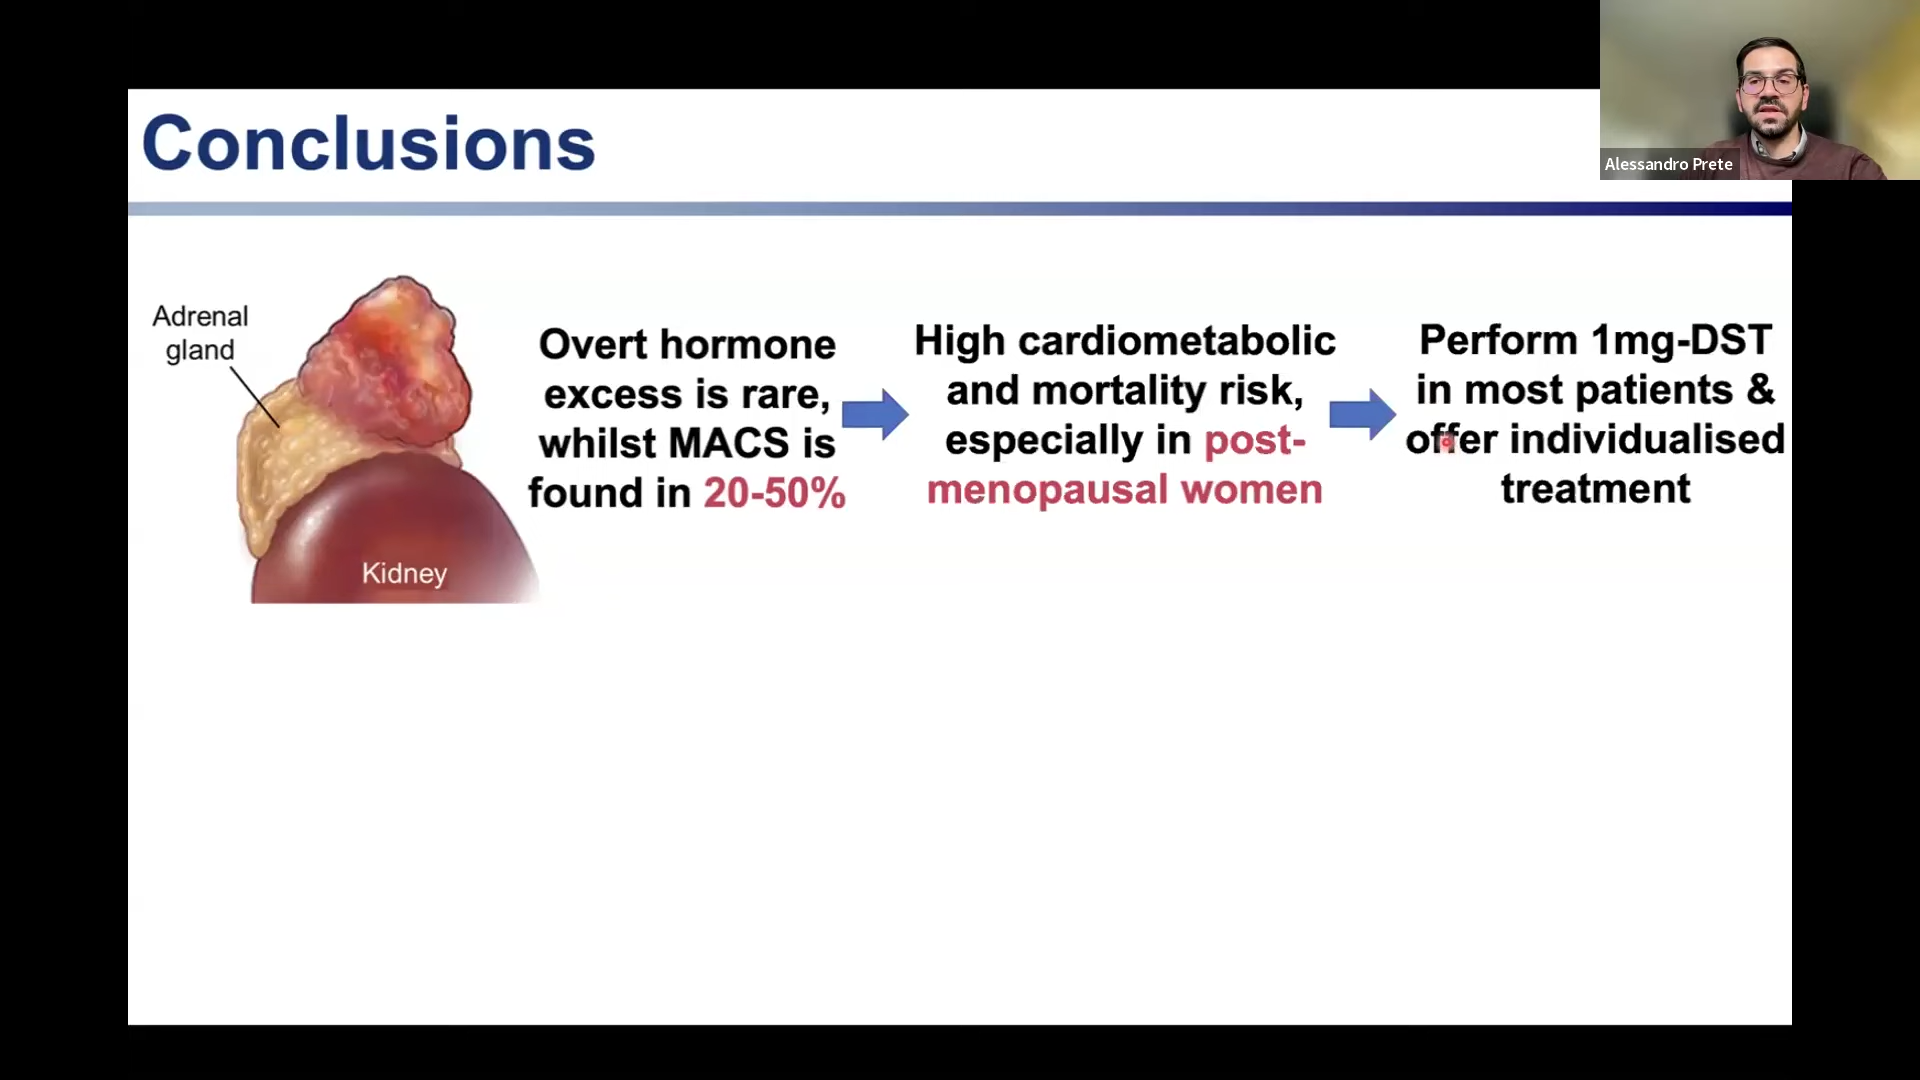 Conclusions
Alessandro Prete
Adrenal
gland
Kidney
Overt hormone
excess is rare,
whilst MACS is
found in 20-50%
High cardiometabolic
and mortality risk,
especially in post-
menopausal women
Perform 1mg-DST
in most patients &
offer individualised
treatment